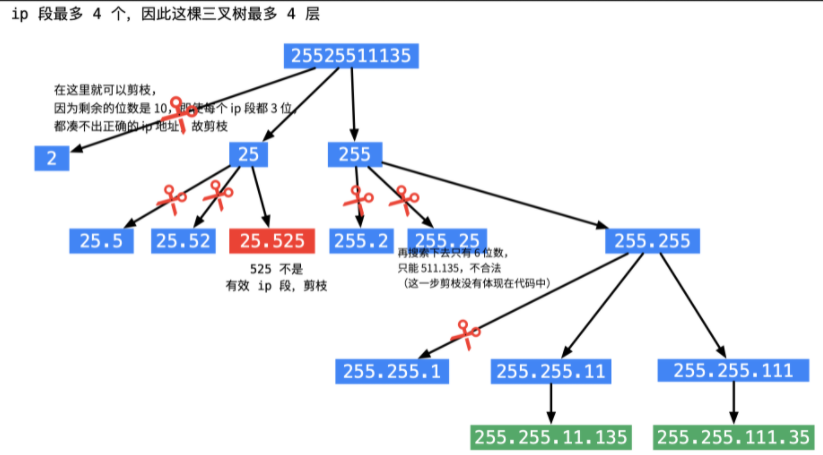 ip 段最多 4 个，因此这棵三叉树最多 4 层
25525511135
在这里就可以剪枝，
因为剩余的位数是 10，即使每个 ip 段都 3 位，
都凑不出正确的 ip 地址，故剪枝
2
25
255
25.5
25.52
25.525
255.2
255.25
255.255
525 不是
有效 ip 段，剪枝
再搜索下去只有 6 位数，
只能 511.135，不合法
（这一步剪枝没有体现在代码中）
255.255.1
255.255.11
255.255.111
255.255.11.135
255.255.111.35